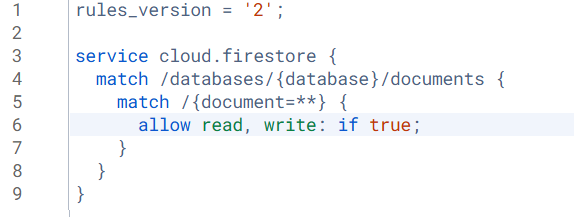 1 rules_version = '2';
2
3 service cloud.firestore {
4   match /databases/{database}/documents {
5     match /{document=**} {
6       allow read, write: if true;
7     }
8   }
9 }